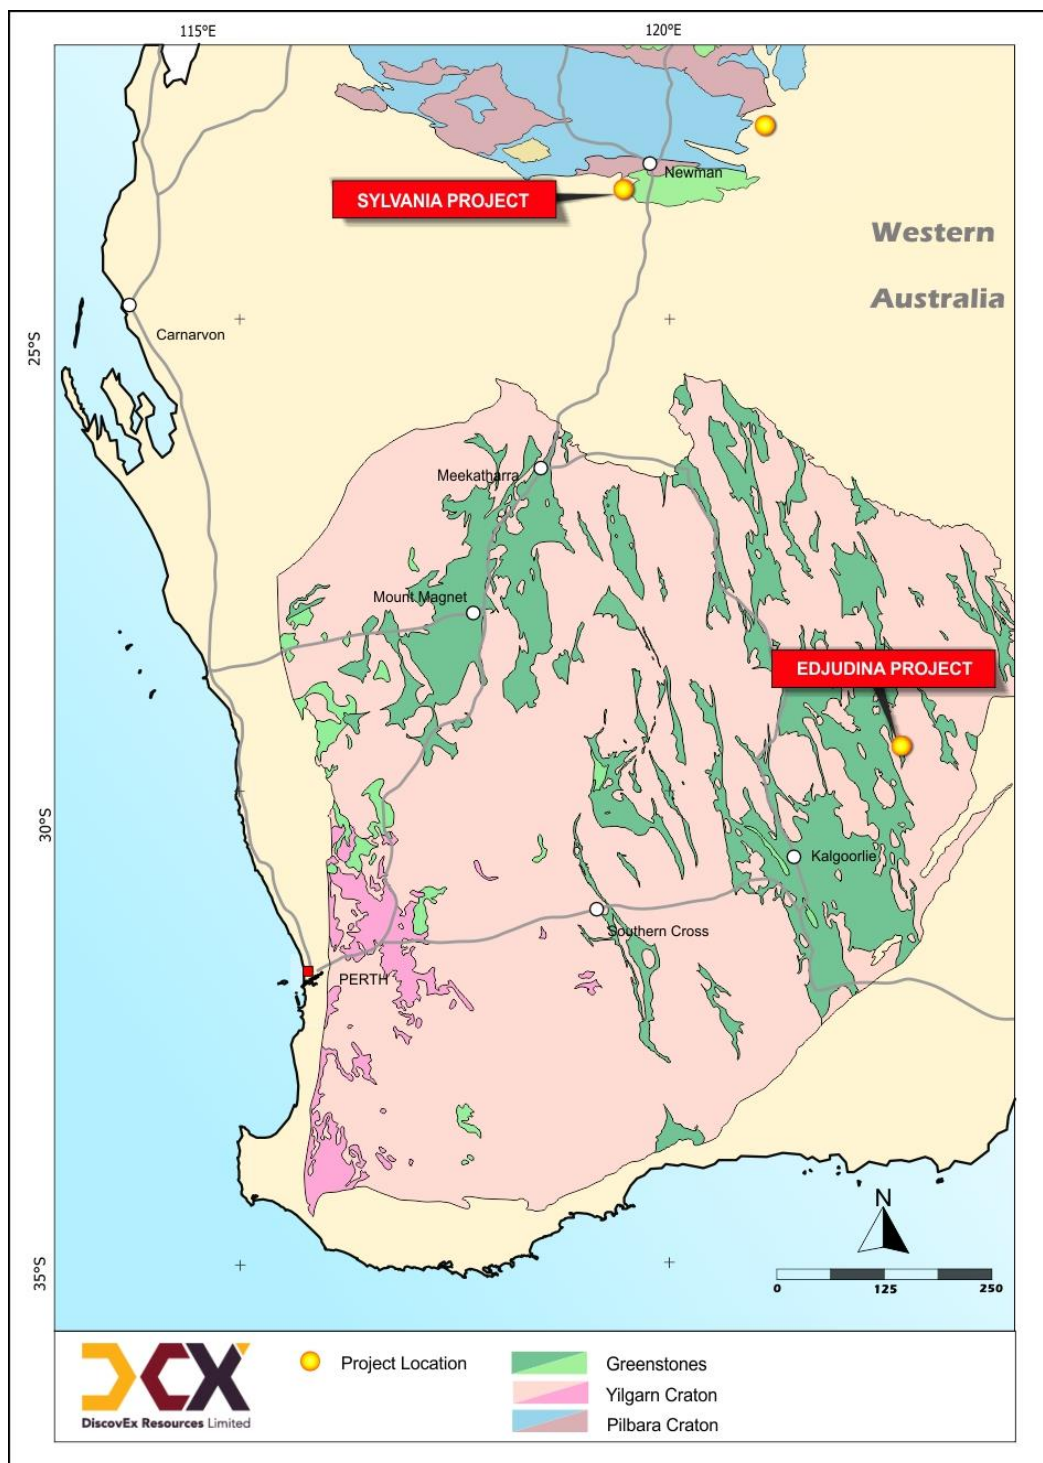 115°E
120°E
Newman
SYLVANIA PROJECT
Western
Australia
Carnarvon
25°S
Meekatharra
Mount Magnet
EDJUDINA PROJECT
30°S
Kalgoorlie
Southern Cross
PERTH
N
35°S
0 125 250
DCX
DiscovEx Resources Limited
Project Location
Greenstones
Yilgarn Craton
Pilbara Craton